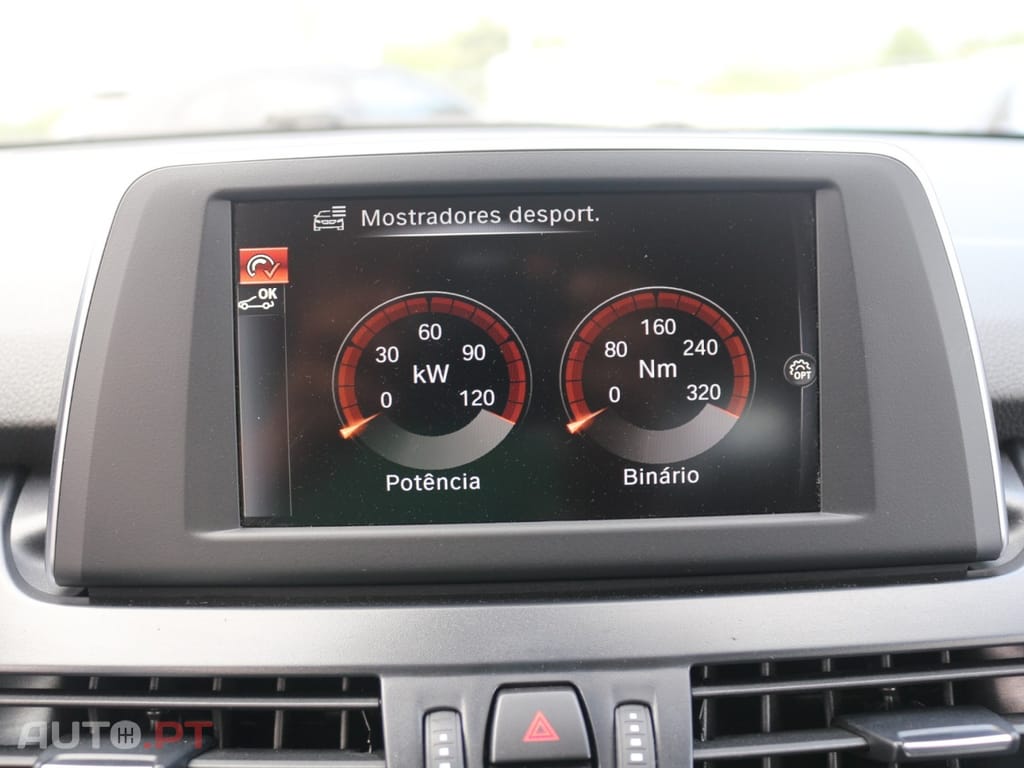 Mostradores desport.
OK
60
30
90
kW
0
120
Potência
160
80
240
Nm
0
320
Binário
OPT
AUTO.PT